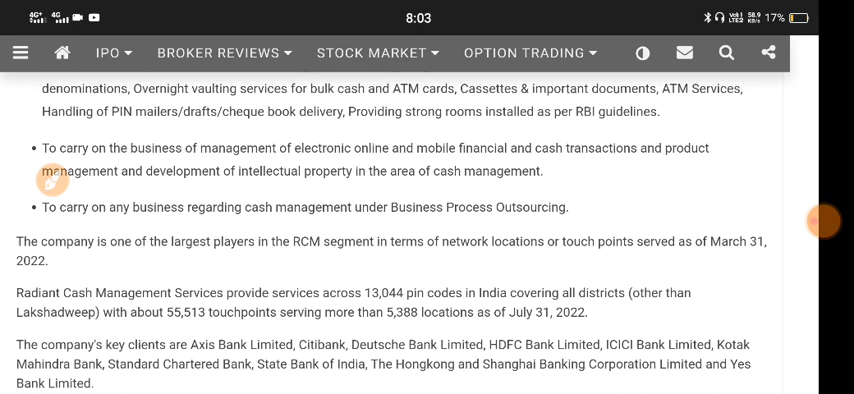 4G+ 4G 8:03 VoLTE LTE2 58.9 KB/s 17%
IPO BROKER REVIEWS STOCK MARKET OPTION TRADING
denominations, Overnight vaulting services for bulk cash and ATM cards, Cassettes & important documents, ATM Services,
Handling of PIN mailers/drafts/cheque book delivery, Providing strong rooms installed as per RBI guidelines.
• To carry on the business of management of electronic online and mobile financial and cash transactions and product
management and development of intellectual property in the area of cash management.
• To carry on any business regarding cash management under Business Process Outsourcing.
The company is one of the largest players in the RCM segment in terms of network locations or touch points served as of March 31,
2022.
Radiant Cash Management Services provide services across 13,044 pin codes in India covering all districts (other than
Lakshadweep) with about 55,513 touchpoints serving more than 5,388 locations as of July 31, 2022.
The company's key clients are Axis Bank Limited, Citibank, Deutsche Bank Limited, HDFC Bank Limited, ICICI Bank Limited, Kotak
Mahindra Bank, Standard Chartered Bank, State Bank of India, The Hongkong and Shanghai Banking Corporation Limited and Yes
Bank Limited.